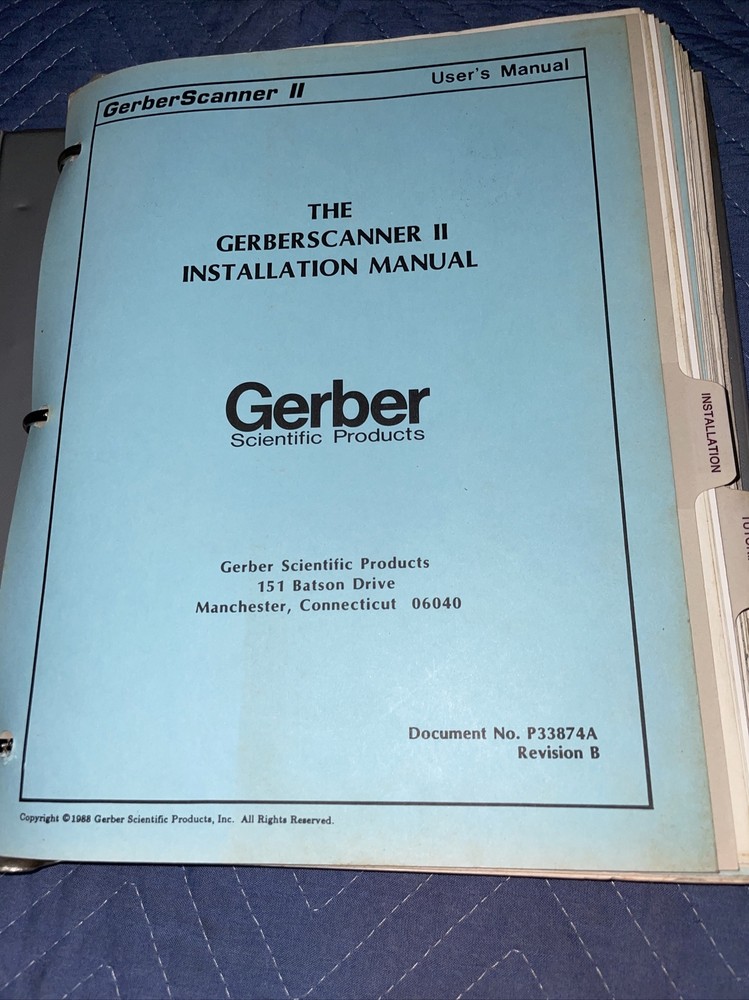 GerberScanner II
User's Manual
THE
GERBERSCANNER II
INSTALLATION MANUAL
Gerber
Scientific Products
Gerber Scientific Products
151 Batson Drive
Manchester, Connecticut 06040
Document No. P33874A
Revision B
Copyright ©1988 Gerber Scientific Products, Inc. All Rights Reserved.
INSTALLATION